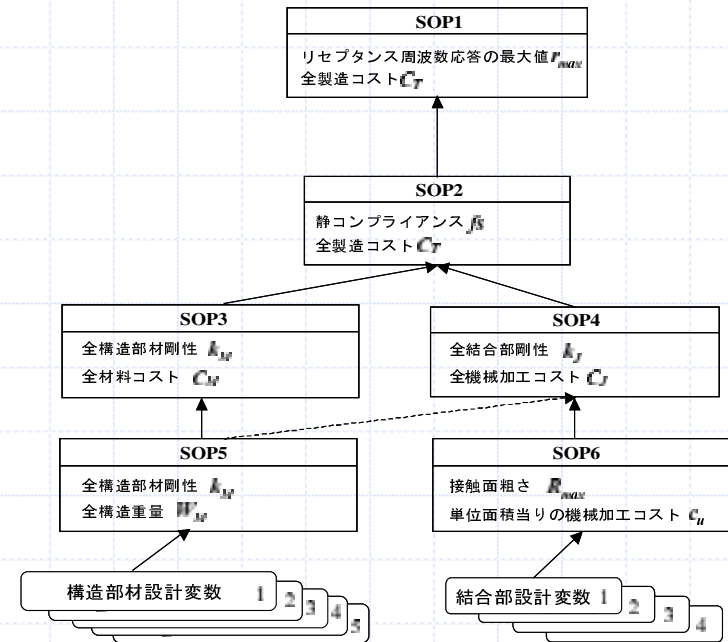 SOP1
リセプタンス周波数応答の最大値 r_max
全製造コスト C_T
SOP2
静コンプライアンス fs
全製造コスト C_T
SOP3
全構造部材剛性 k_M
全材料コスト C_M
SOP4
全結合部剛性 k_J
全機械加工コスト C_J
SOP5
全構造部材剛性 k_M
全構造重量 W_M
SOP6
接触面粗さ R_max
単位面積当りの機械加工コスト c_u
構造部材設計変数 1
2
3
4
5
結合部設計変数 1
2
3
4